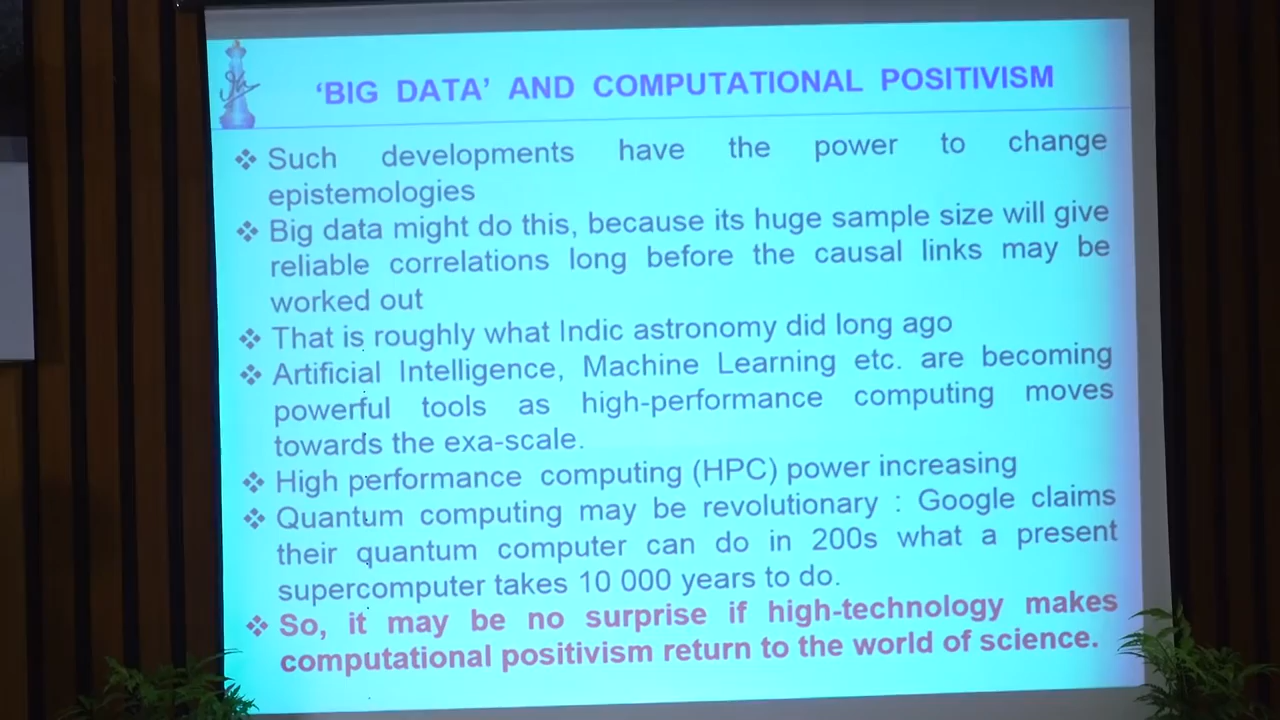 ‘BIG DATA’ AND COMPUTATIONAL POSITIVISM
❖ Such developments have the power to change
epistemologies
❖ Big data might do this, because its huge sample size will give
reliable correlations long before the causal links may be
worked out
❖ That is roughly what Indic astronomy did long ago
❖ Artificial Intelligence, Machine Learning etc. are becoming
powerful tools as high-performance computing moves
towards the exa-scale.
❖ High performance computing (HPC) power increasing
❖ Quantum computing may be revolutionary : Google claims
their quantum computer can do in 200s what a present
supercomputer takes 10 000 years to do.
❖ So, it may be no surprise if high-technology makes
computational positivism return to the world of science.